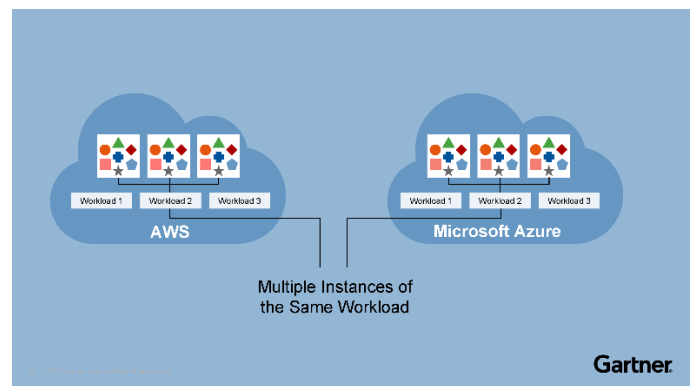 Workload 1
Workload 2
Workload 3
AWS
Workload 1
Workload 2
Workload 3
Microsoft Azure
Multiple Instances of
the Same Workload
Gartner